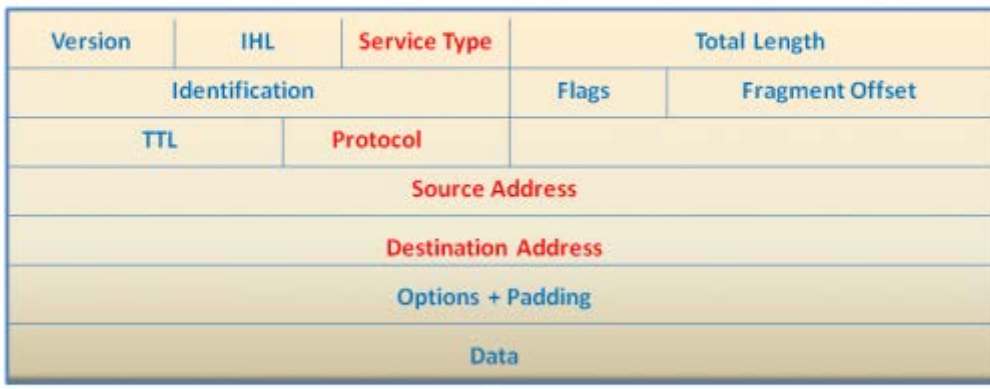 Version IHL Service Type Total Length
Identification Flags Fragment Offset
TTL Protocol
Source Address
Destination Address
Options + Padding
Data